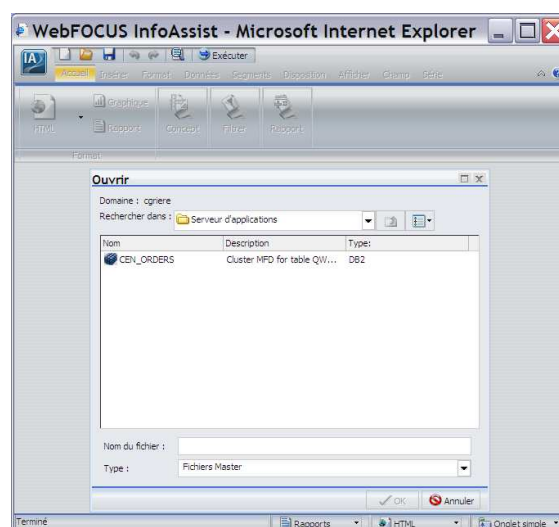 WebFOCUS InfoAssist - Microsoft Internet Explorer
IA Exécuter
Accueil Insérer Format Données Segments Disposition Afficher Champ Série
HTML Graphique Rapport Concept Filtrer Rapport
Format
Ouvrir
Domaine : cgriere
Rechercher dans : Serveur d'applications
Nom Description Type:
CEN_ORDERS Cluster MFD for table QW... DB2
Nom du fichier :
Type : Fichiers Master
OK Annuler
Terminé Rapports HTML Onglet simple